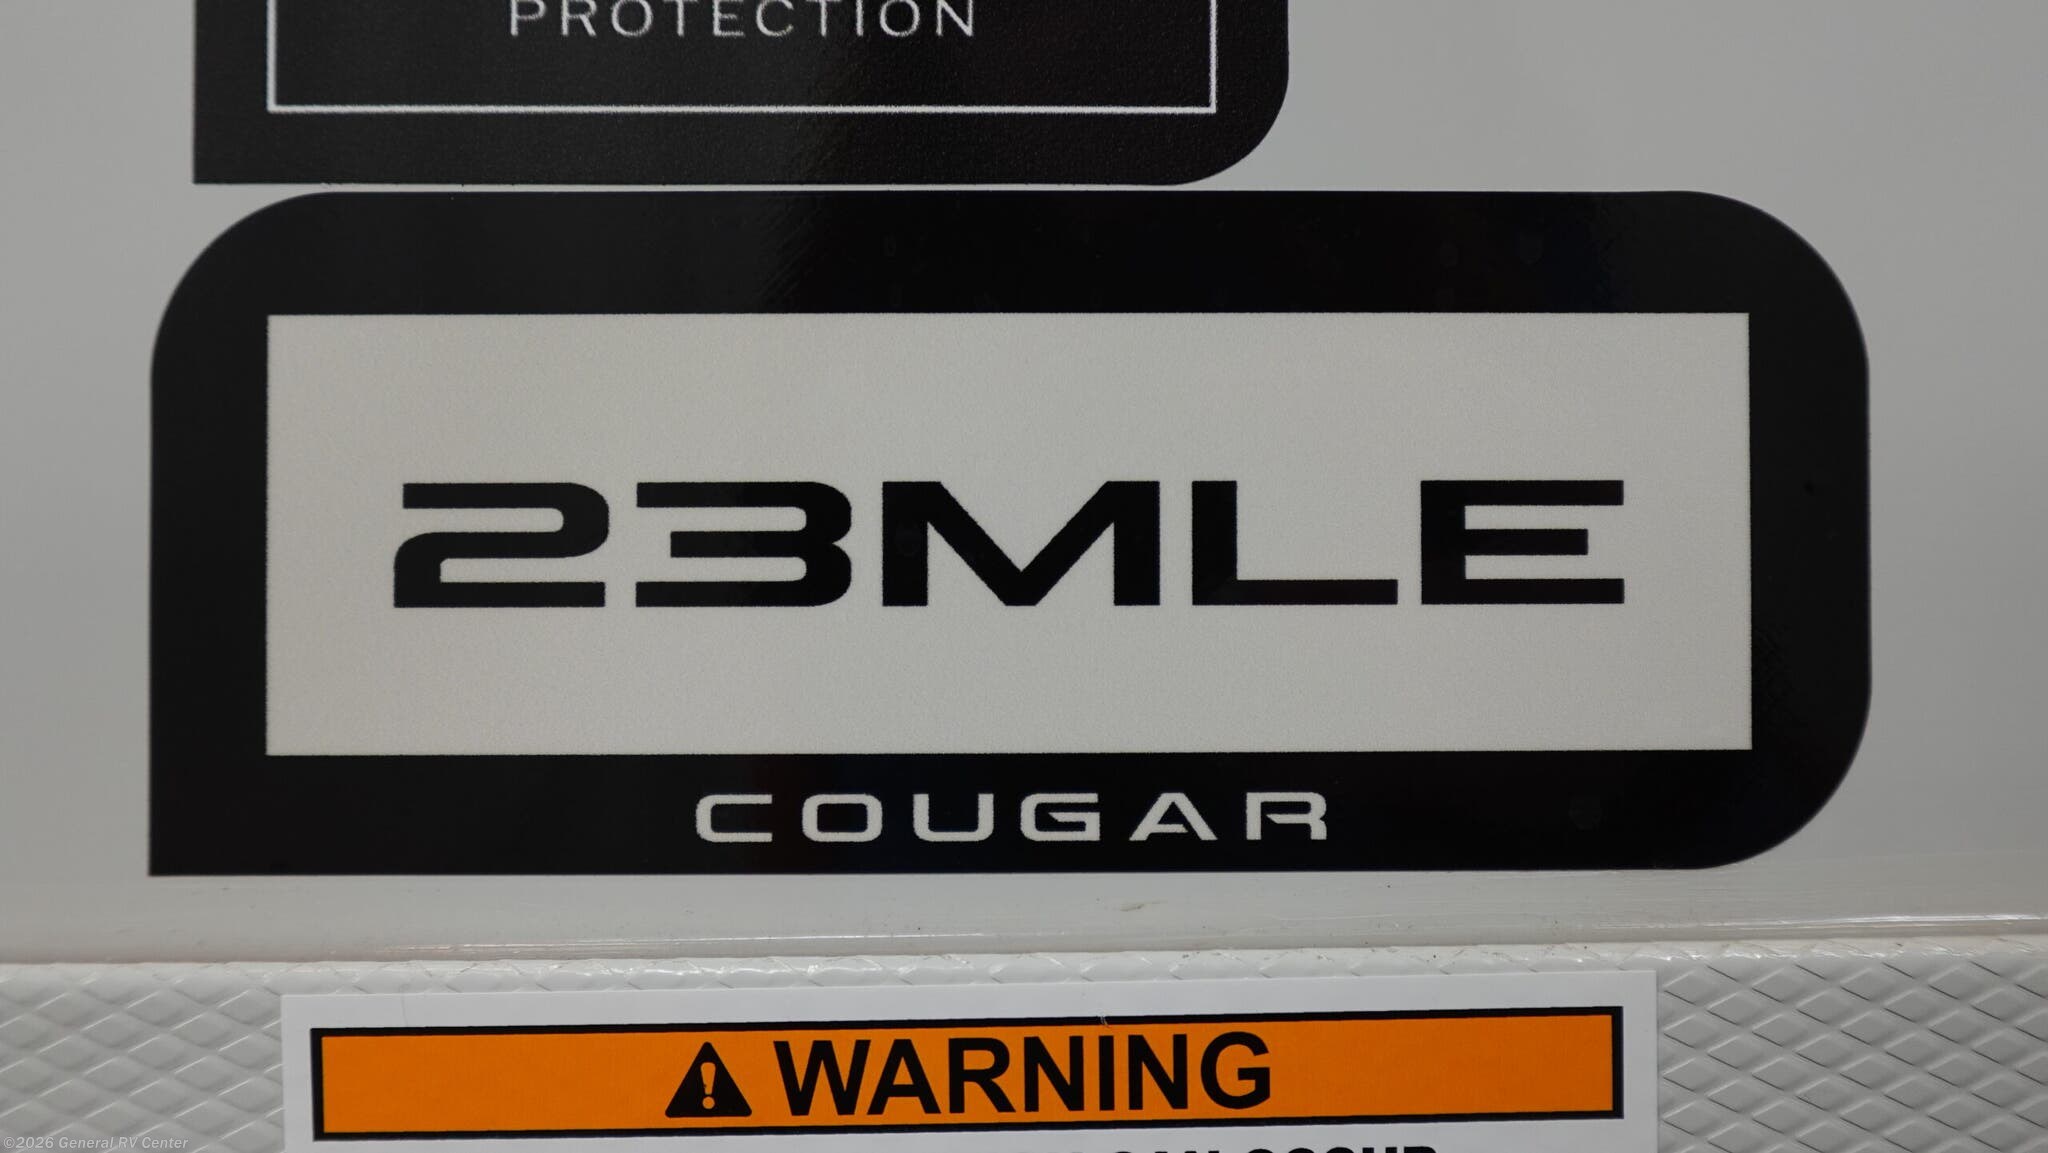 PROTECTION
23MLE
COUGAR
WARNING
©2026 General RV Center